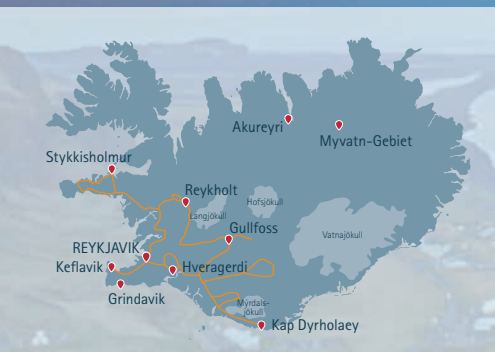 Akureyri
Myvatn-Gebiet
Stykkisholmur
Reykholt
Hofsjökull
Langjökull
Gullfoss
Vatnajökull
REYKJAVIK
Keflavik
Hveragerdi
Grindavik
Myrdals-
jökull
Kap Dyrholaey